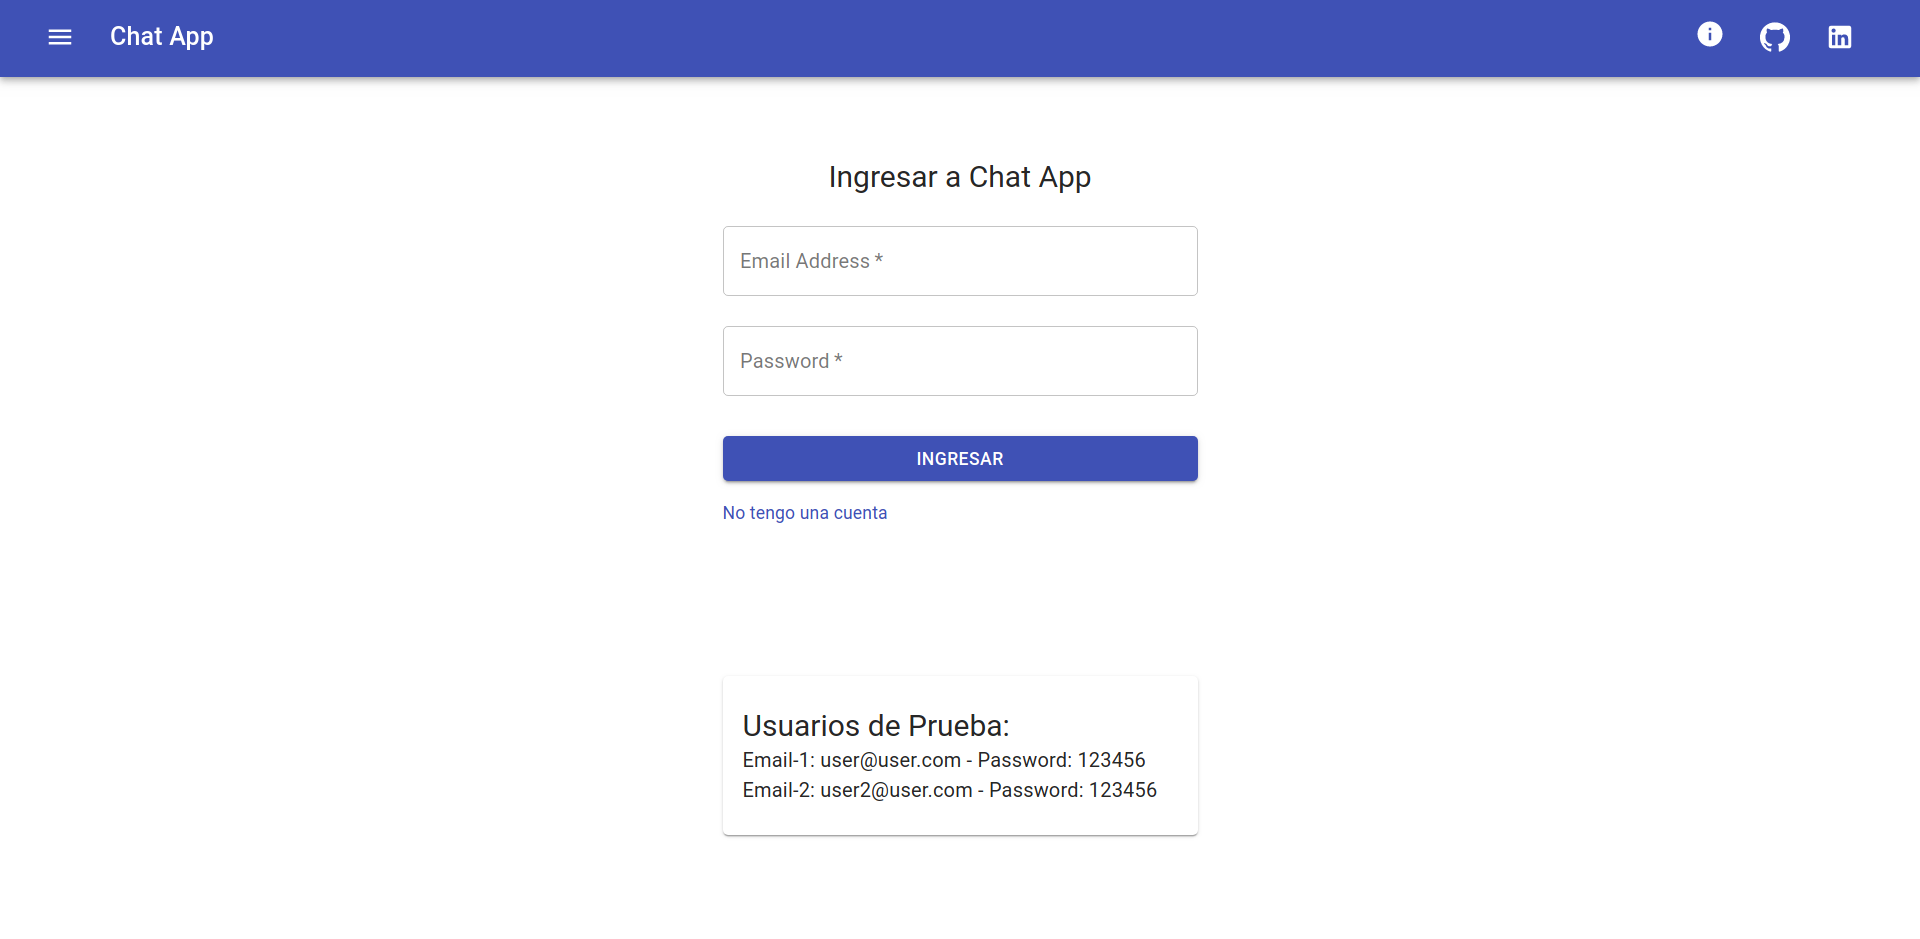 Chat App
Ingresar a Chat App
Email Address *
Password *
INGRESAR
No tengo una cuenta
Usuarios de Prueba:
Email-1: user@user.com - Password: 123456
Email-2: user2@user.com - Password: 123456